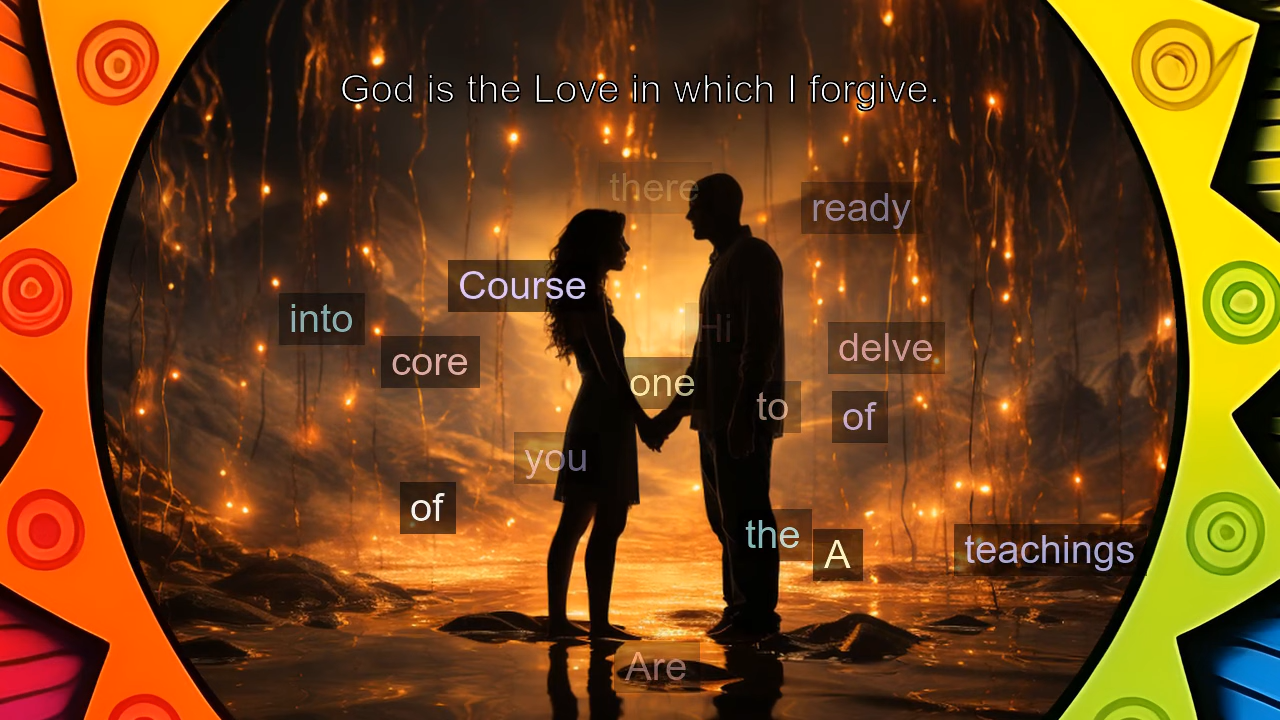 God is the Love in which I forgive.
there
ready
Course
into
Hi
delve
core
one
to
of
you
of
the
A
teachings
Are